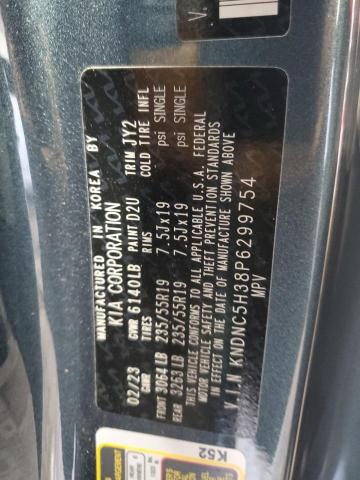 MANUFACTURED IN KOREA BY
KIA CORPORATION
02/23 GVWR 6140LB PAINT D2U TRIM JY2
GAWR TIRES RIMS COLD TIRE INFL
FRONT 3064LB 235/55R19 7.5Jx19 psi SINGLE
REAR 3263LB 235/55R19 7.5Jx19 psi SINGLE
THIS VEHICLE CONFORMS TO ALL APPLICABLE U.S.A. FEDERAL
MOTOR VEHICLE SAFETY AND THEFT PREVENTION STANDARDS
IN EFFECT ON THE DATE OF MANUFACTURE SHOWN ABOVE
V.I.N KNDNC5H38P6299754
MPV
K52
V.